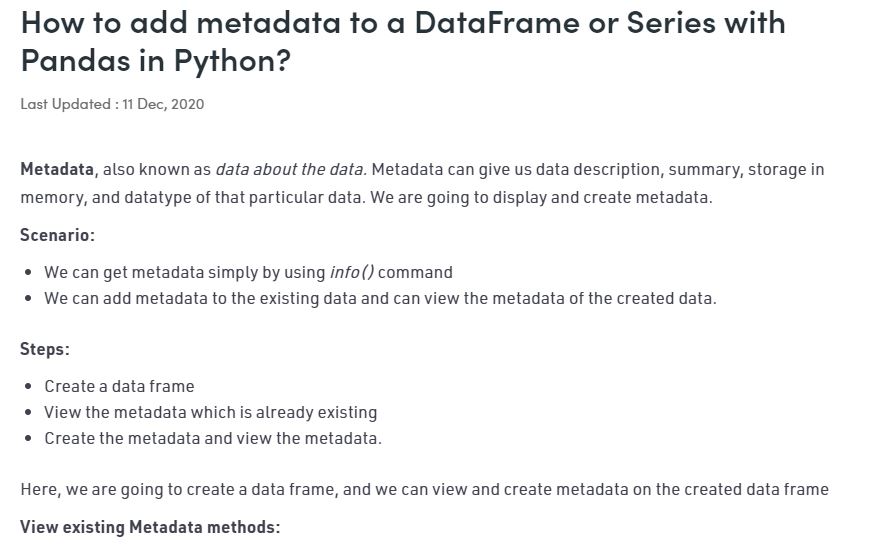 How to add metadata to a DataFrame or Series with
Pandas in Python?
Last Updated : 11 Dec, 2020
Metadata, also known as data about the data. Metadata can give us data description, summary, storage in
memory, and datatype of that particular data. We are going to display and create metadata.
Scenario:
• We can get metadata simply by using info() command
• We can add metadata to the existing data and can view the metadata of the created data.
Steps:
• Create a data frame
• View the metadata which is already existing
• Create the metadata and view the metadata.
Here, we are going to create a data frame, and we can view and create metadata on the created data frame
View existing Metadata methods: